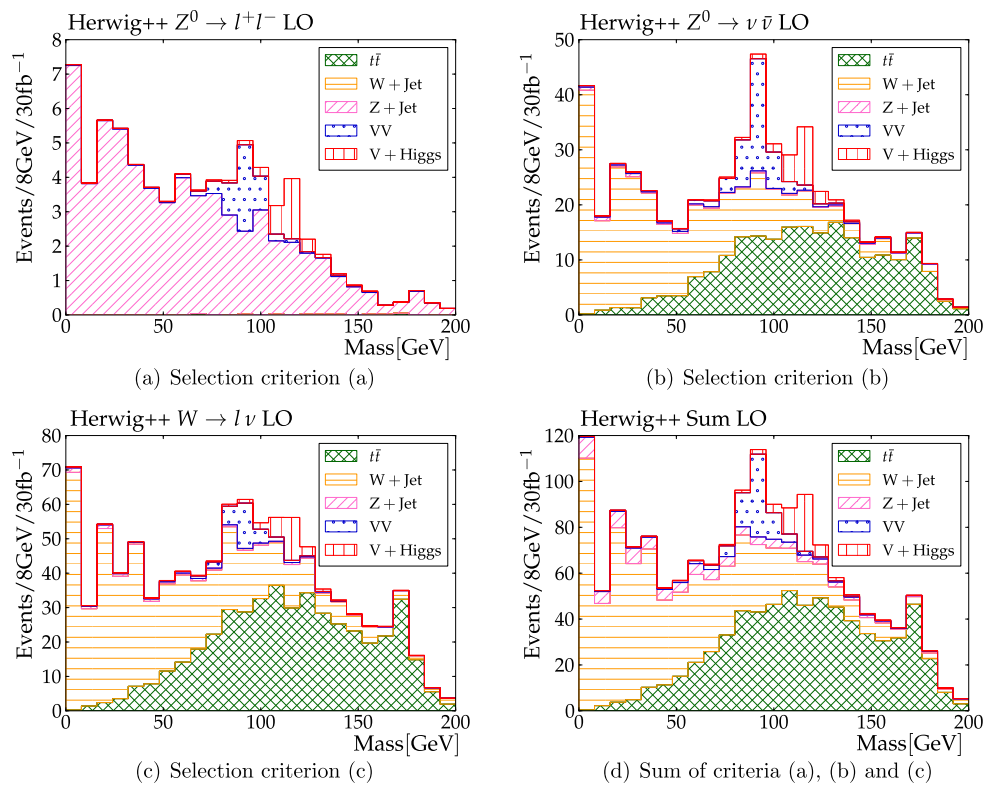 Herwig++ Z⁰ → l⁺l⁻ LO
Events/8GeV/30fb⁻¹
8
7
6
5
4
3
2
1
0
tt̄
W + Jet
Z + Jet
VV
V + Higgs
0 50 100 150 200
Mass[GeV]
(a) Selection criterion (a)
Herwig++ Z⁰ → ν ν̄ LO
Events/8GeV/30fb⁻¹
50
40
30
20
10
0
tt̄
W + Jet
Z + Jet
VV
V + Higgs
0 50 100 150 200
Mass[GeV]
(b) Selection criterion (b)
Herwig++ W → l ν LO
Events/8GeV/30fb⁻¹
80
70
60
50
40
30
20
10
0
tt̄
W + Jet
Z + Jet
VV
V + Higgs
0 50 100 150 200
Mass[GeV]
(c) Selection criterion (c)
Herwig++ Sum LO
Events/8GeV/30fb⁻¹
120
100
80
60
40
20
0
tt̄
W + Jet
Z + Jet
VV
V + Higgs
0 50 100 150 200
Mass[GeV]
(d) Sum of criteria (a), (b) and (c)